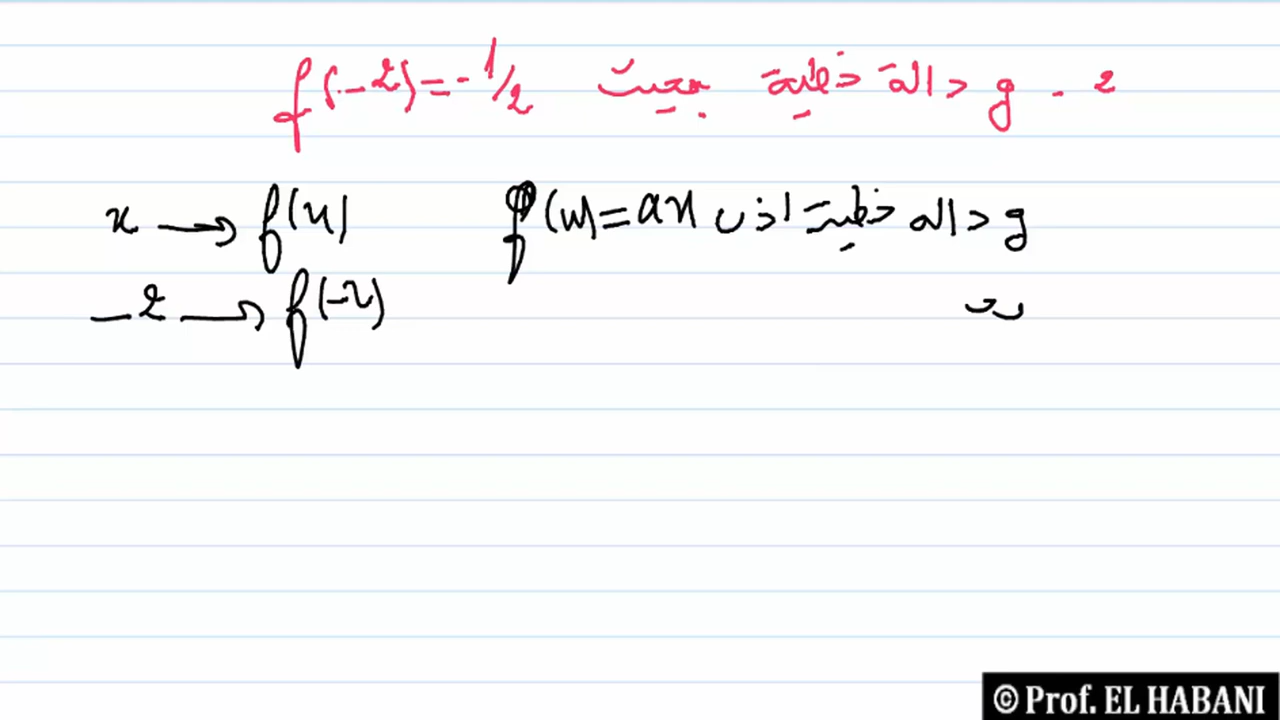 2 - g دالة خطية بحيث f(-2) = -1/2
g دالة خطية اذن f(x) = ax
x → f(x)
-2 → f(-2)
© Prof. EL HABANI